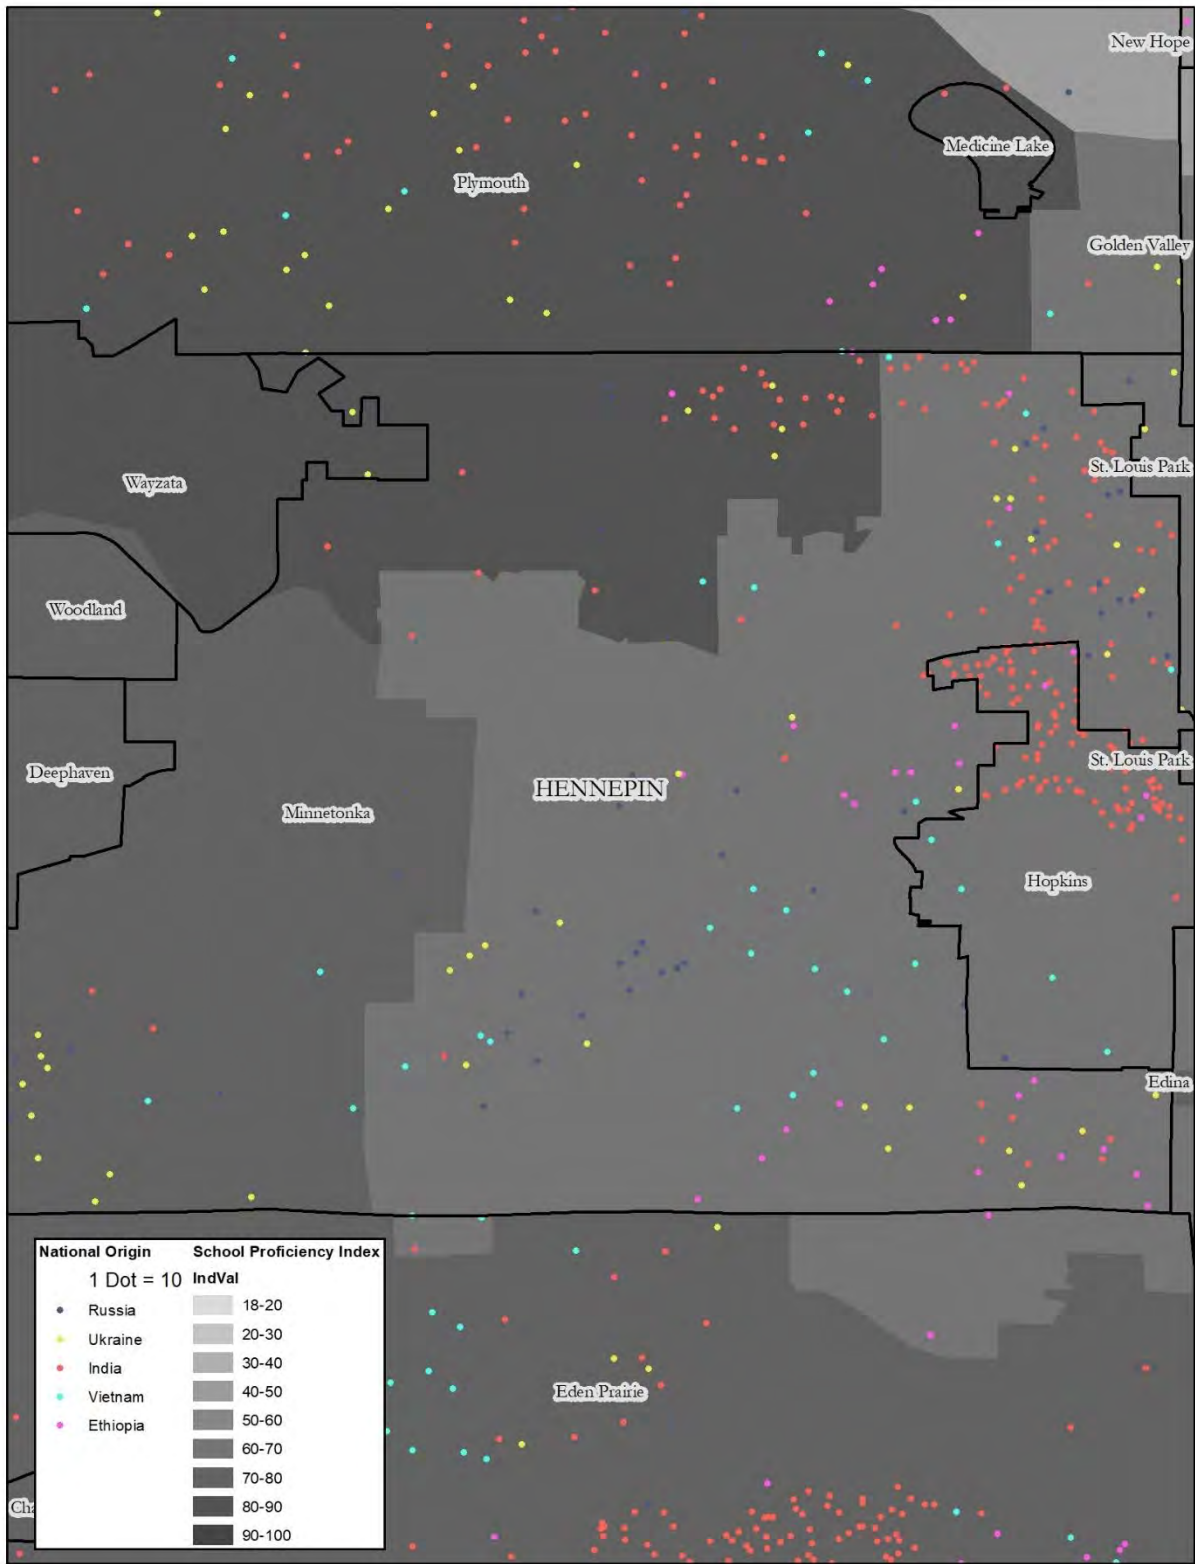 New Hope
Medicine Lake
Plymouth
Golden Valley
St. Louis Park
Wayzata
Woodland
St. Louis Park
Deephaven
HENNEPIN
Minnetonka
Hopkins
Edina
National Origin
1 Dot = 10
Russia
Ukraine
India
Vietnam
Ethiopia
School Proficiency Index
IndVal
18-20
20-30
30-40
40-50
50-60
60-70
70-80
80-90
90-100
Eden Prairie
Cha